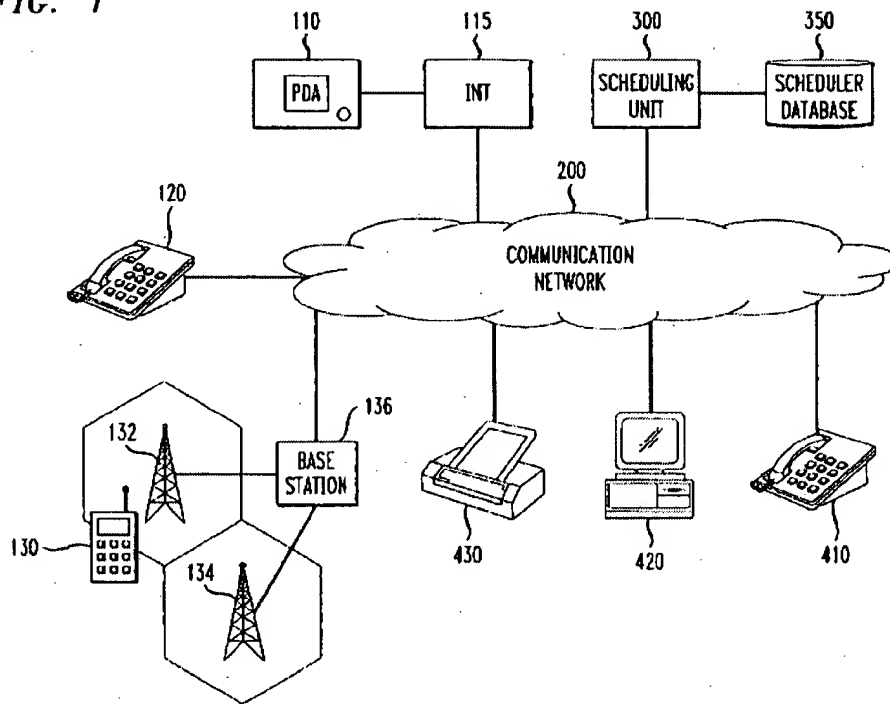 FIG. 1
110
115
300
350
PDA
INT
SCHEDULING
UNIT
SCHEDULER
DATABASE
200
120
COMMUNICATION
NETWORK
136
132
BASE
STATION
130
134
430
420
410